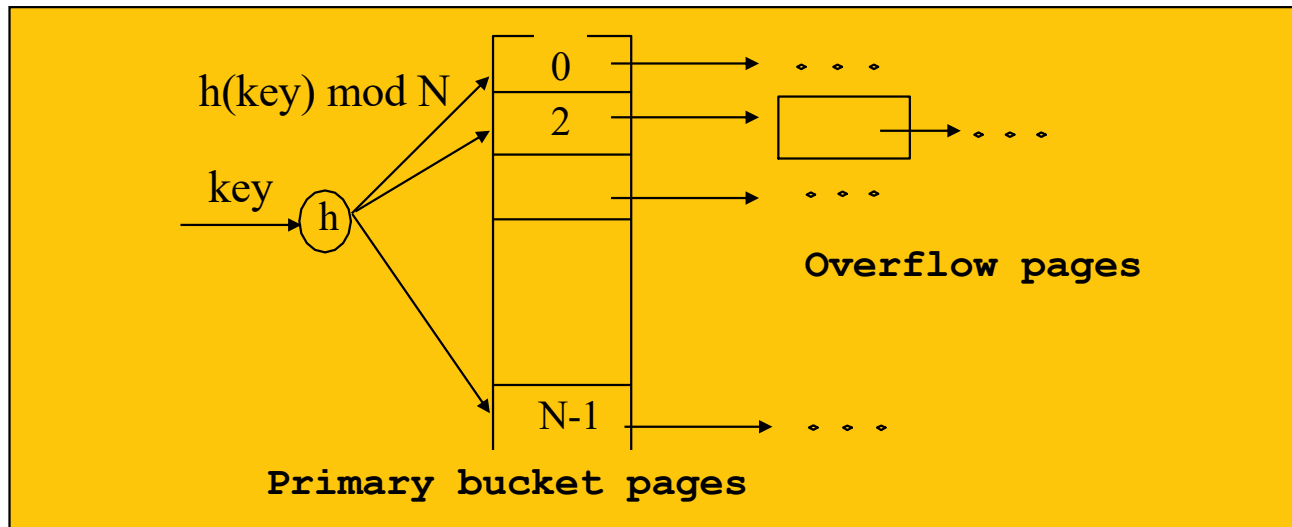 h(key) mod N
0
2
key
h
Overflow pages
N-1
Primary bucket pages